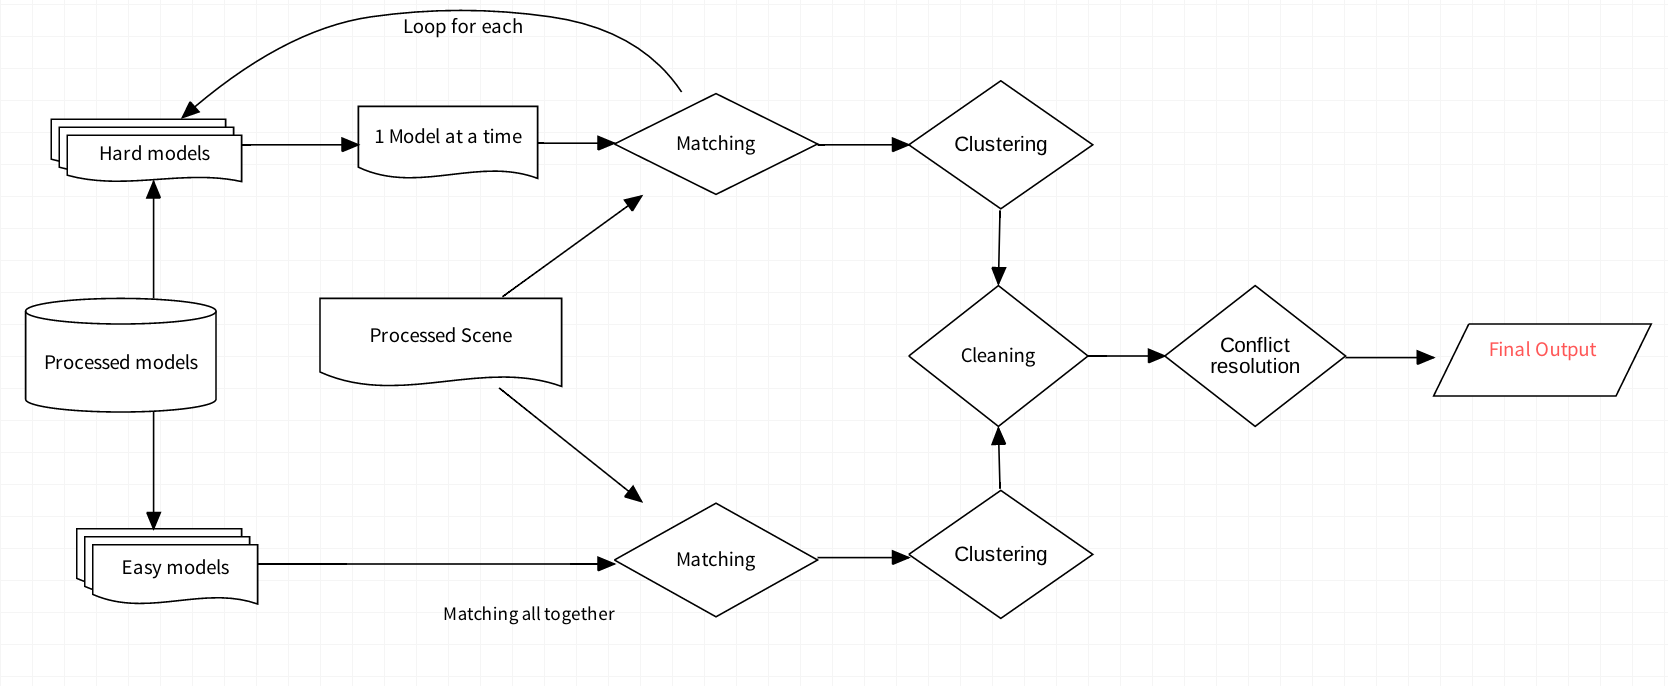 Loop for each
Hard models
1 Model at a time
Matching
Clustering
Processed models
Processed Scene
Cleaning
Conflict
resolution
Final Output
Easy models
Matching
Clustering
Matching all together